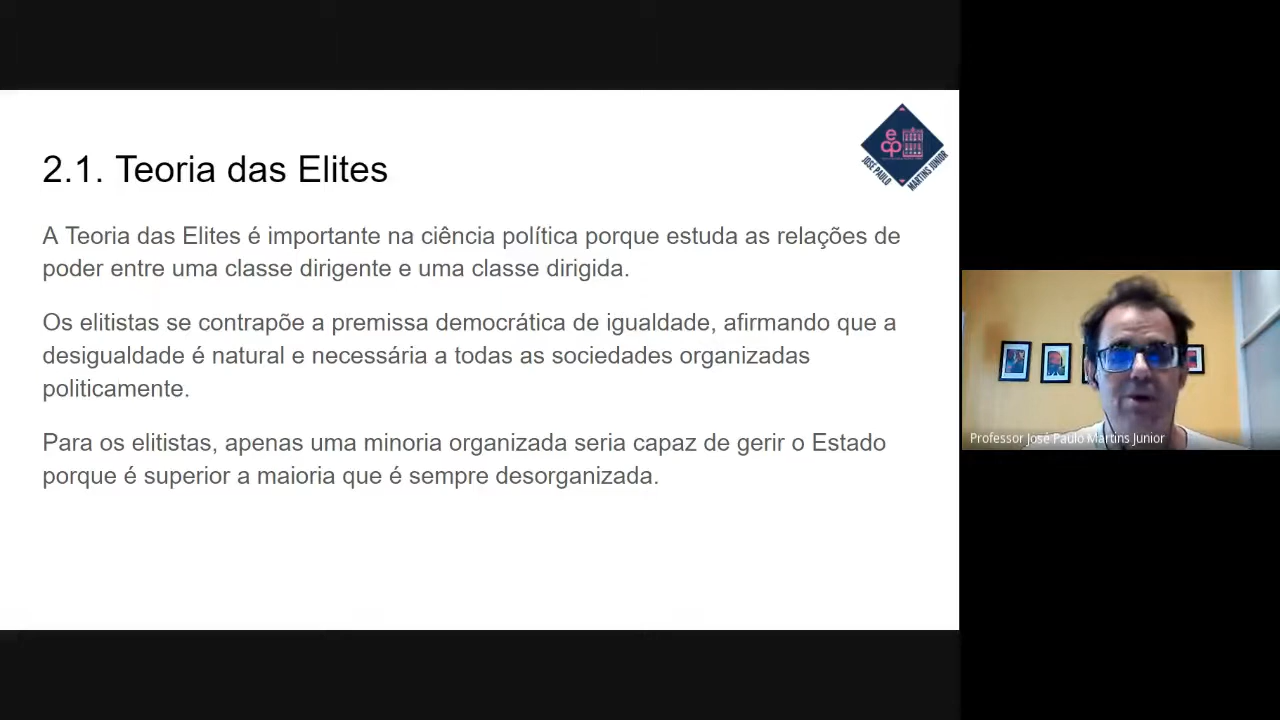 2.1. Teoria das Elites
A Teoria das Elites é importante na ciência política porque estuda as relações de
poder entre uma classe dirigente e uma classe dirigida.
Os elitistas se contrapõe a premissa democrática de igualdade, afirmando que a
desigualdade é natural e necessária a todas as sociedades organizadas
politicamente.
Para os elitistas, apenas uma minoria organizada seria capaz de gerir o Estado
porque é superior a maioria que é sempre desorganizada.
e
cp
JOSÉ PAULO
MARTINS JUNIOR
Professor José Paulo Martins Junior